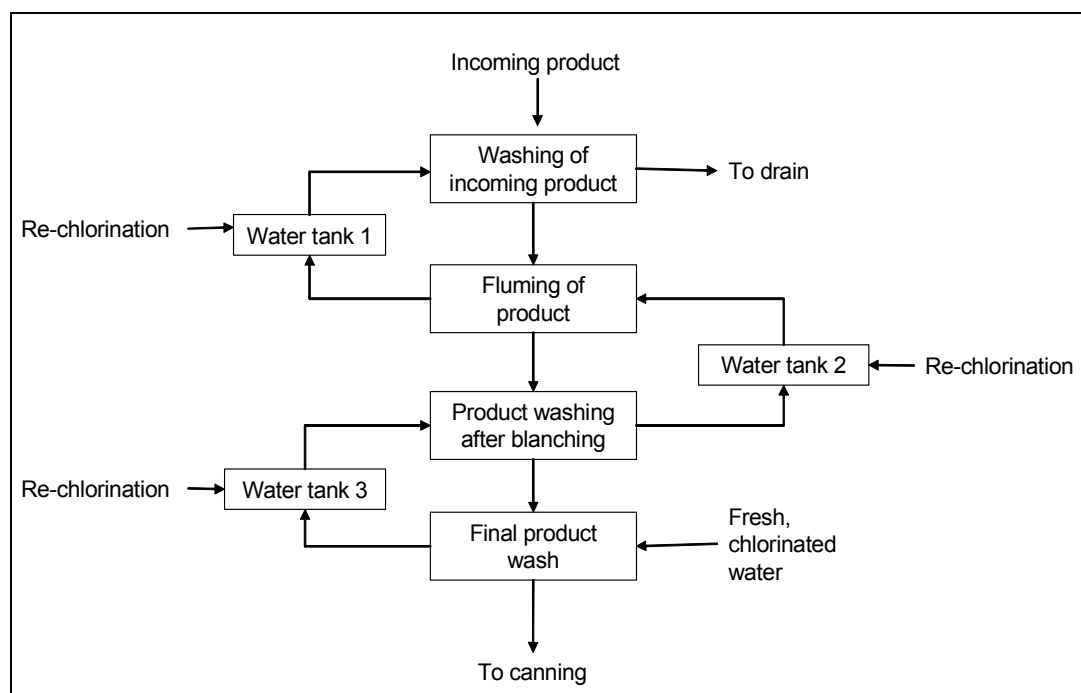 Incoming product
Washing of
incoming product
To drain
Re-chlorination
Water tank 1
Fluming of
product
Water tank 2
Re-chlorination
Product washing
after blanching
Re-chlorination
Water tank 3
Final product
wash
Fresh,
chlorinated
water
To canning